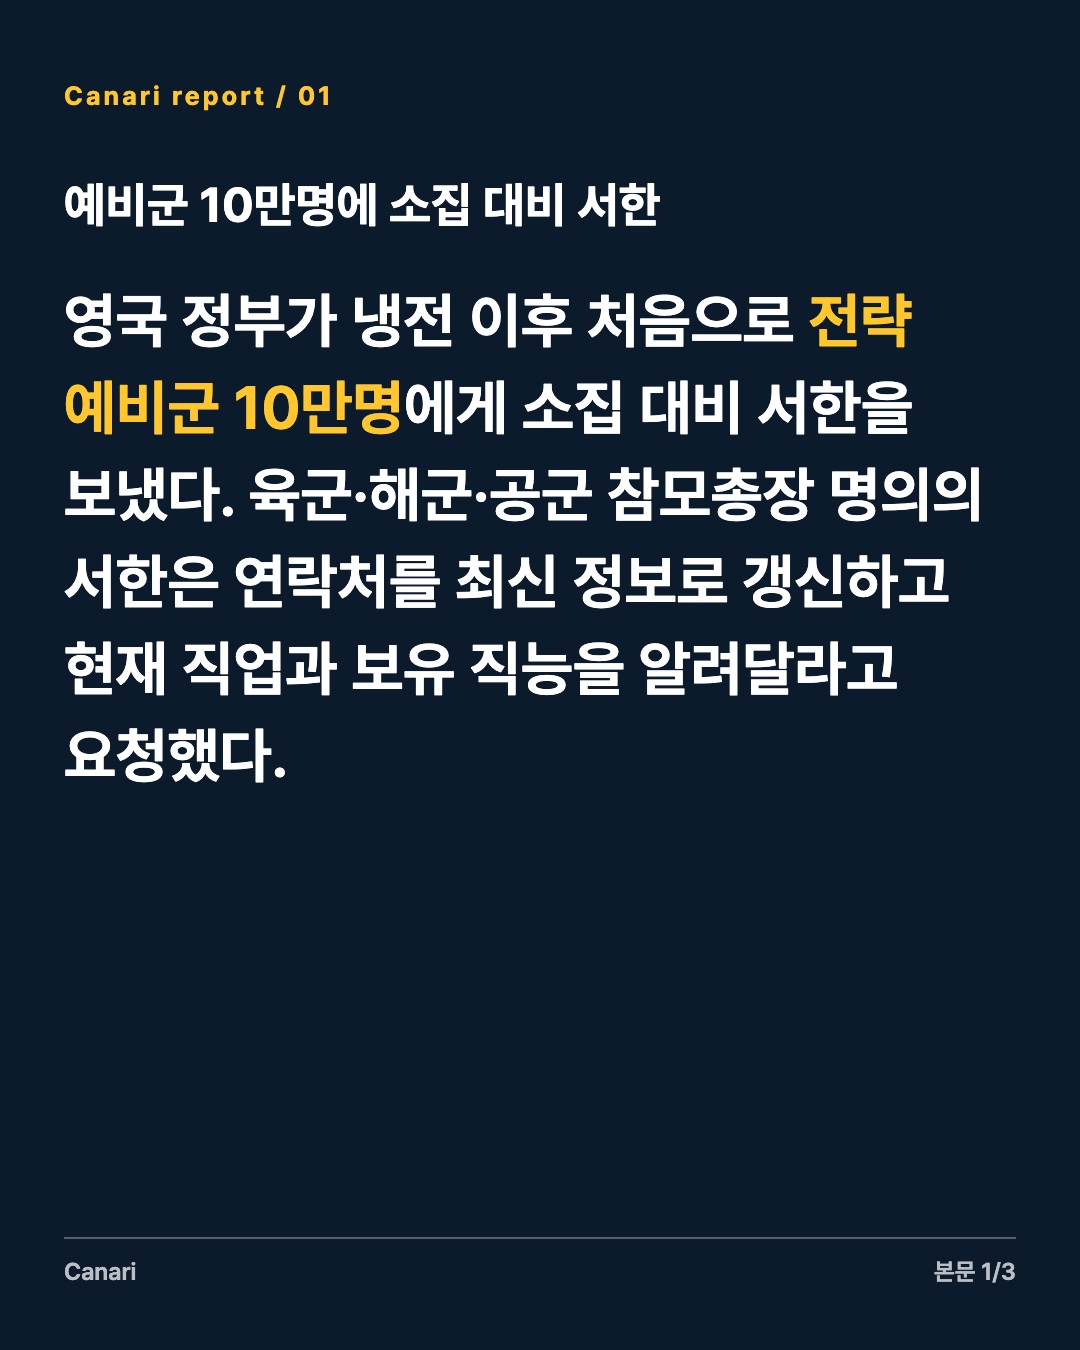 Canari report / 01
예비군 10만명에 소집 대비 서한
영국 정부가 냉전 이후 처음으로 전략
예비군 10만명에게 소집 대비 서한을
보냈다. 육군·해군·공군 참모총장 명의의
서한은 연락처를 최신 정보로 갱신하고
현재 직업과 보유 직능을 알려달라고
요청했다.
Canari
본문 1/3